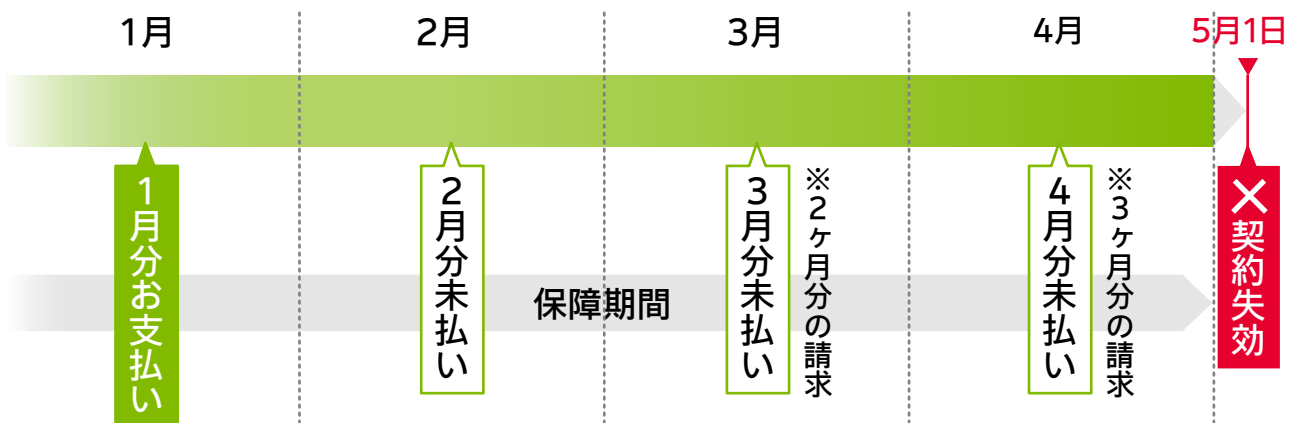 1月
2月
3月
4月
5月1日
1月分お支払い
2月分未払い
3月分未払い
※2ヶ月分の請求
4月分未払い
※3ヶ月分の請求
×契約失効
保障期間